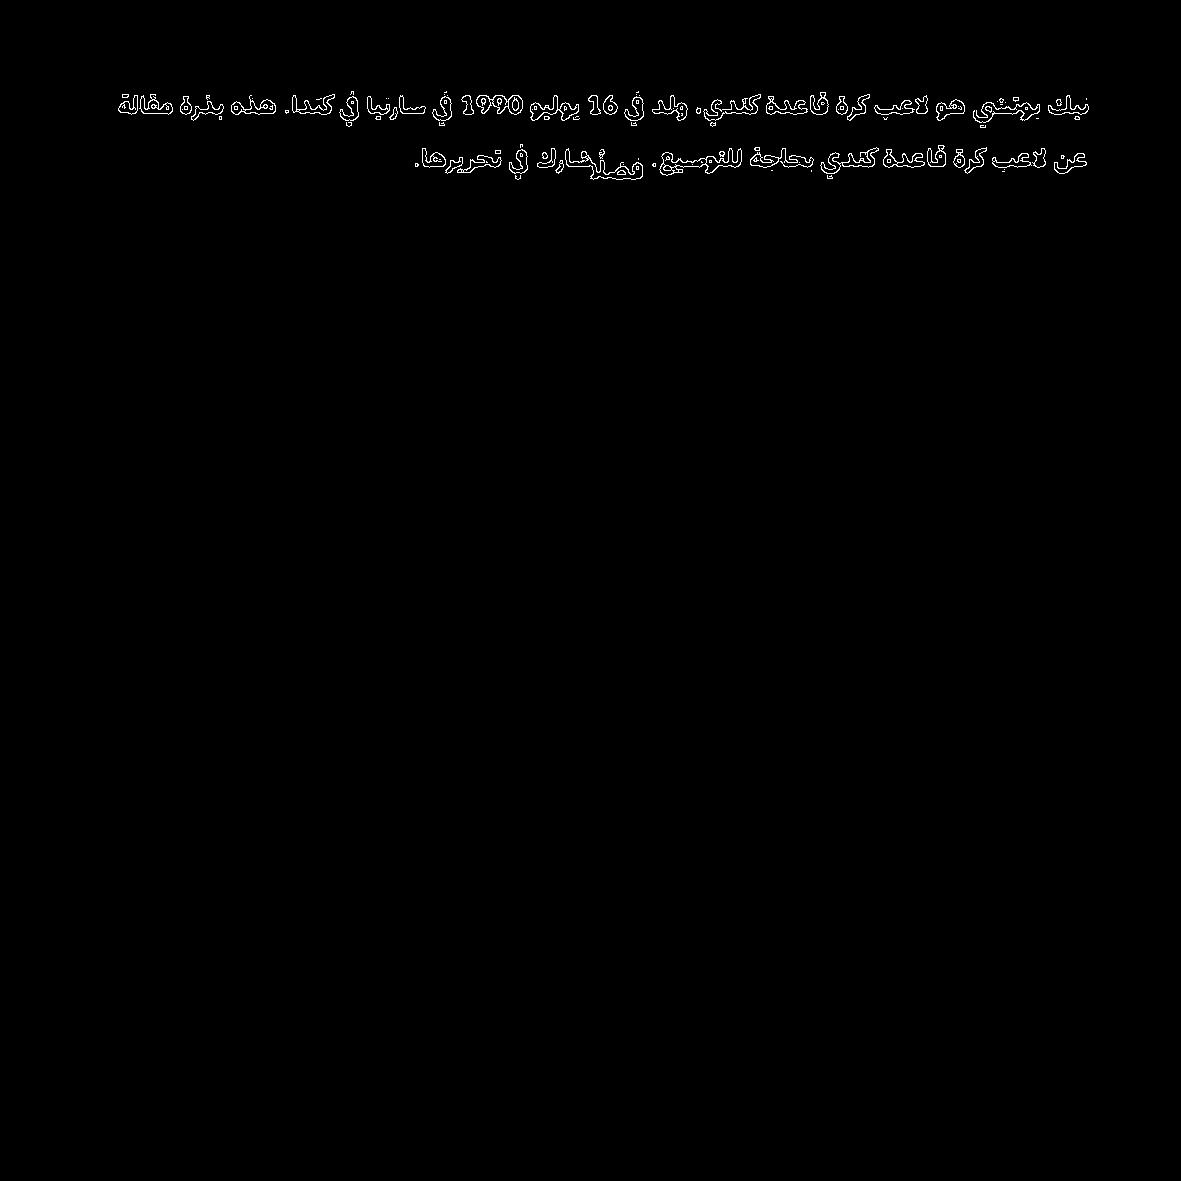 نيك بوتشي هو لاعب كرة قاعدة كندي، ولد في 16 يوليو 1990 في سارنيا في كندا. هذه بذرة مقالة
عن لاعب كرة قاعدة كندي بحاجة للتوسيع. فضلاً شارك في تحريرها.